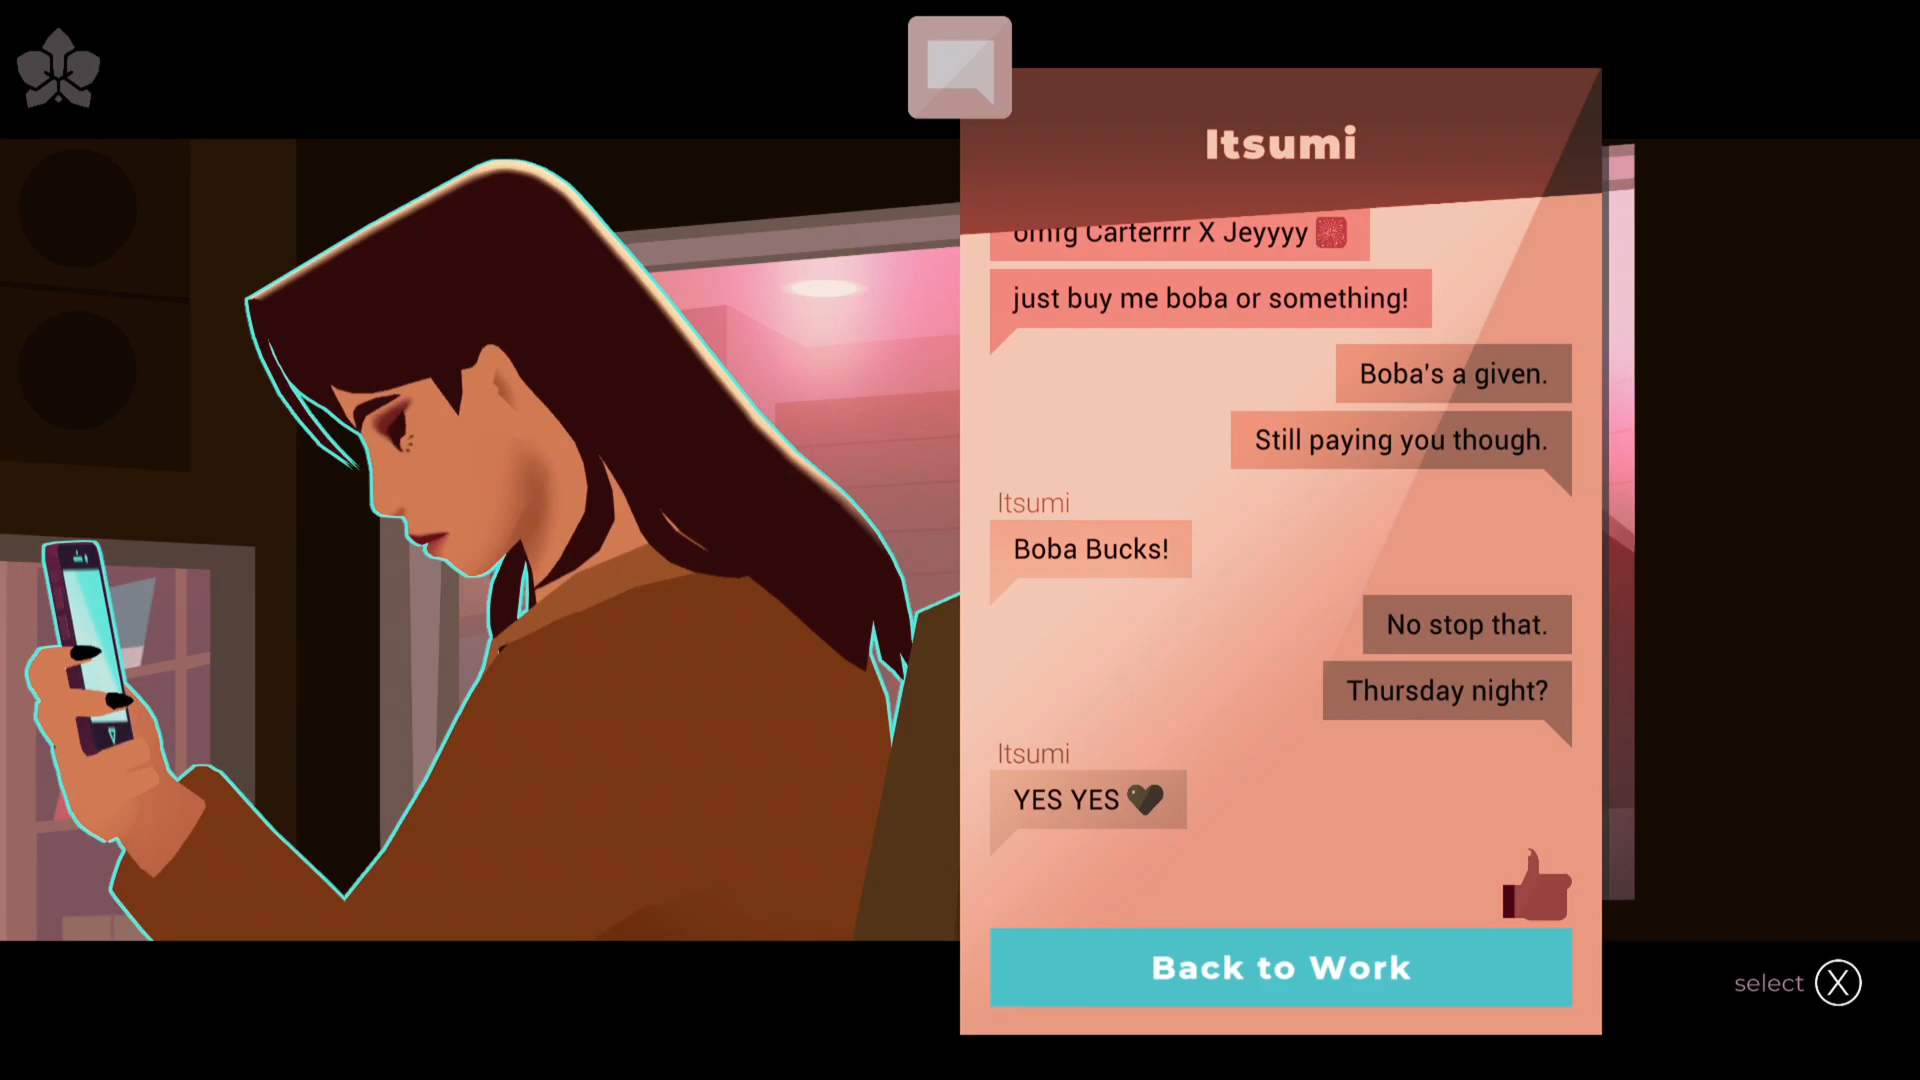 Itsumi
omfg Carterrrr X Jeyyyy
just buy me boba or something!
Boba's a given.
Still paying you though.
Itsumi
Boba Bucks!
No stop that.
Thursday night?
Itsumi
YES YES
Back to Work
select X